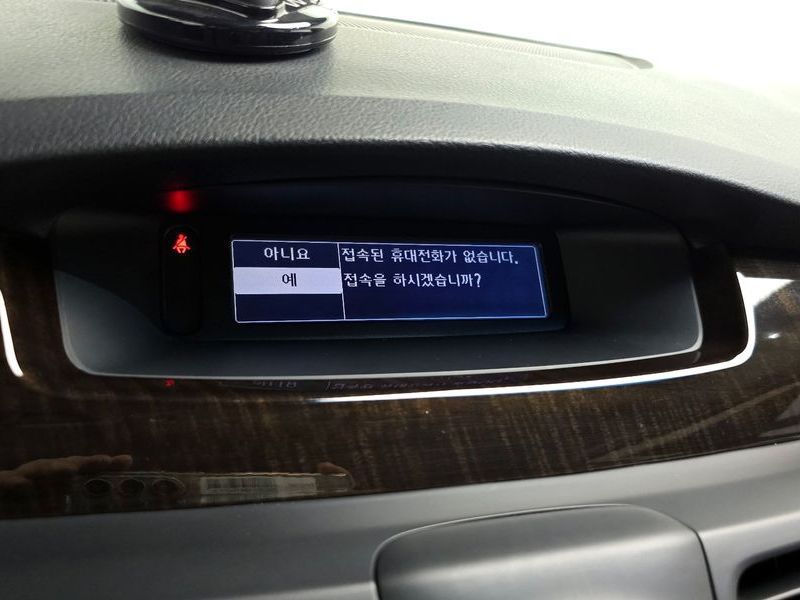 아니요
예
접속된 휴대전화가 없습니다.
접속을 하시겠습니까?